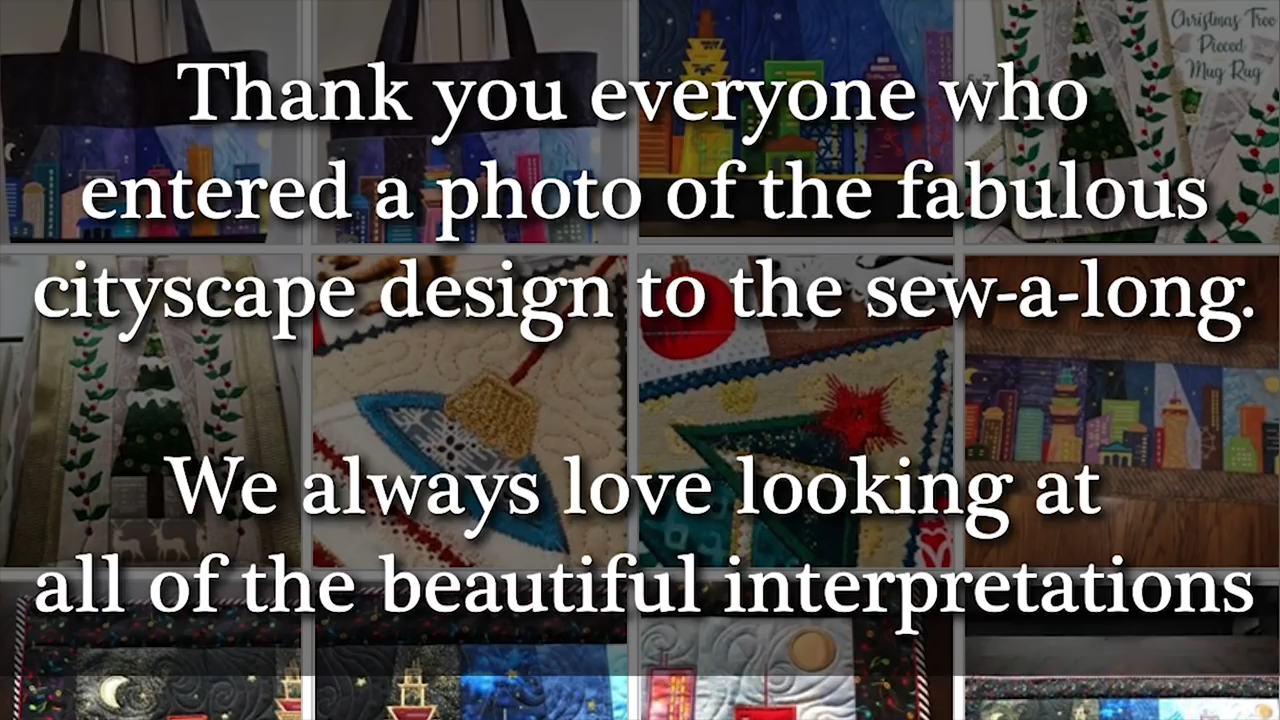 Thank you everyone who
entered a photo of the fabulous
cityscape design to the sew-a-long.
We always love looking at
all of the beautiful interpretations
Christmas Tree
Pieced
Mug Rug